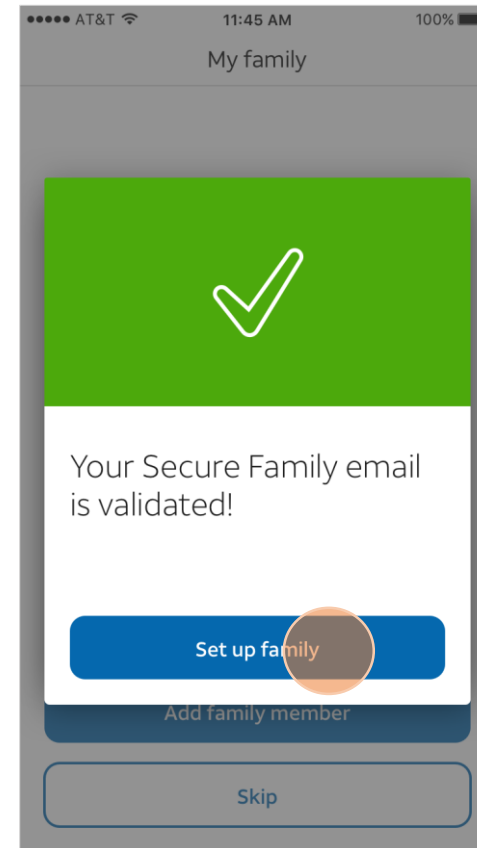 AT&T 11:45 AM 100%
My family
Your Secure Family email
is validated!
Set up family
Add family member
Skip